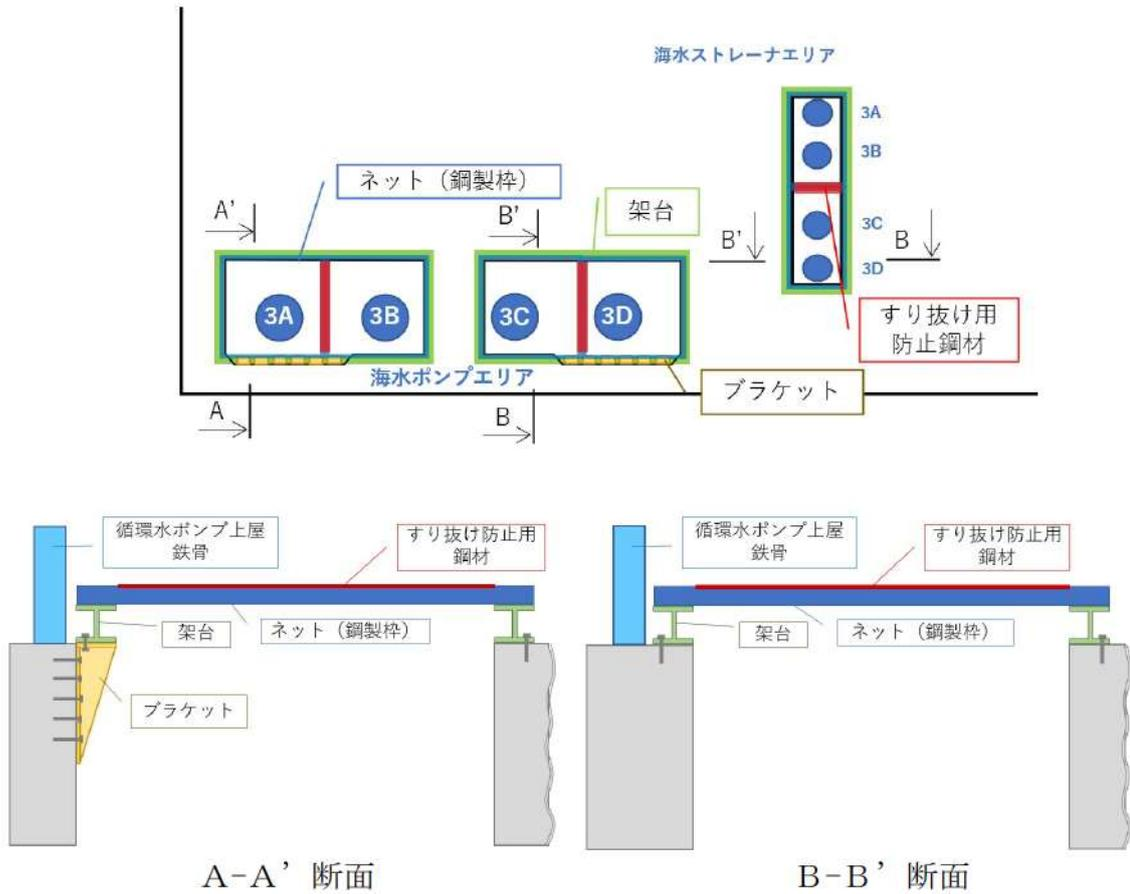 海水ストレーナエリア
3A
3B
3C
3D
ネット（鋼製枠）
架台
A'
B'
B'
B
3A
3B
3C
3D
すり抜け用
防止鋼材
海水ポンプエリア
ブラケット
A
B
循環水ポンプ上屋
鉄骨
すり抜け防止用
鋼材
架台
ネット（鋼製枠）
ブラケット
A-A’断面
循環水ポンプ上屋
鉄骨
すり抜け防止用
鋼材
架台
ネット（鋼製枠）
B-B’断面